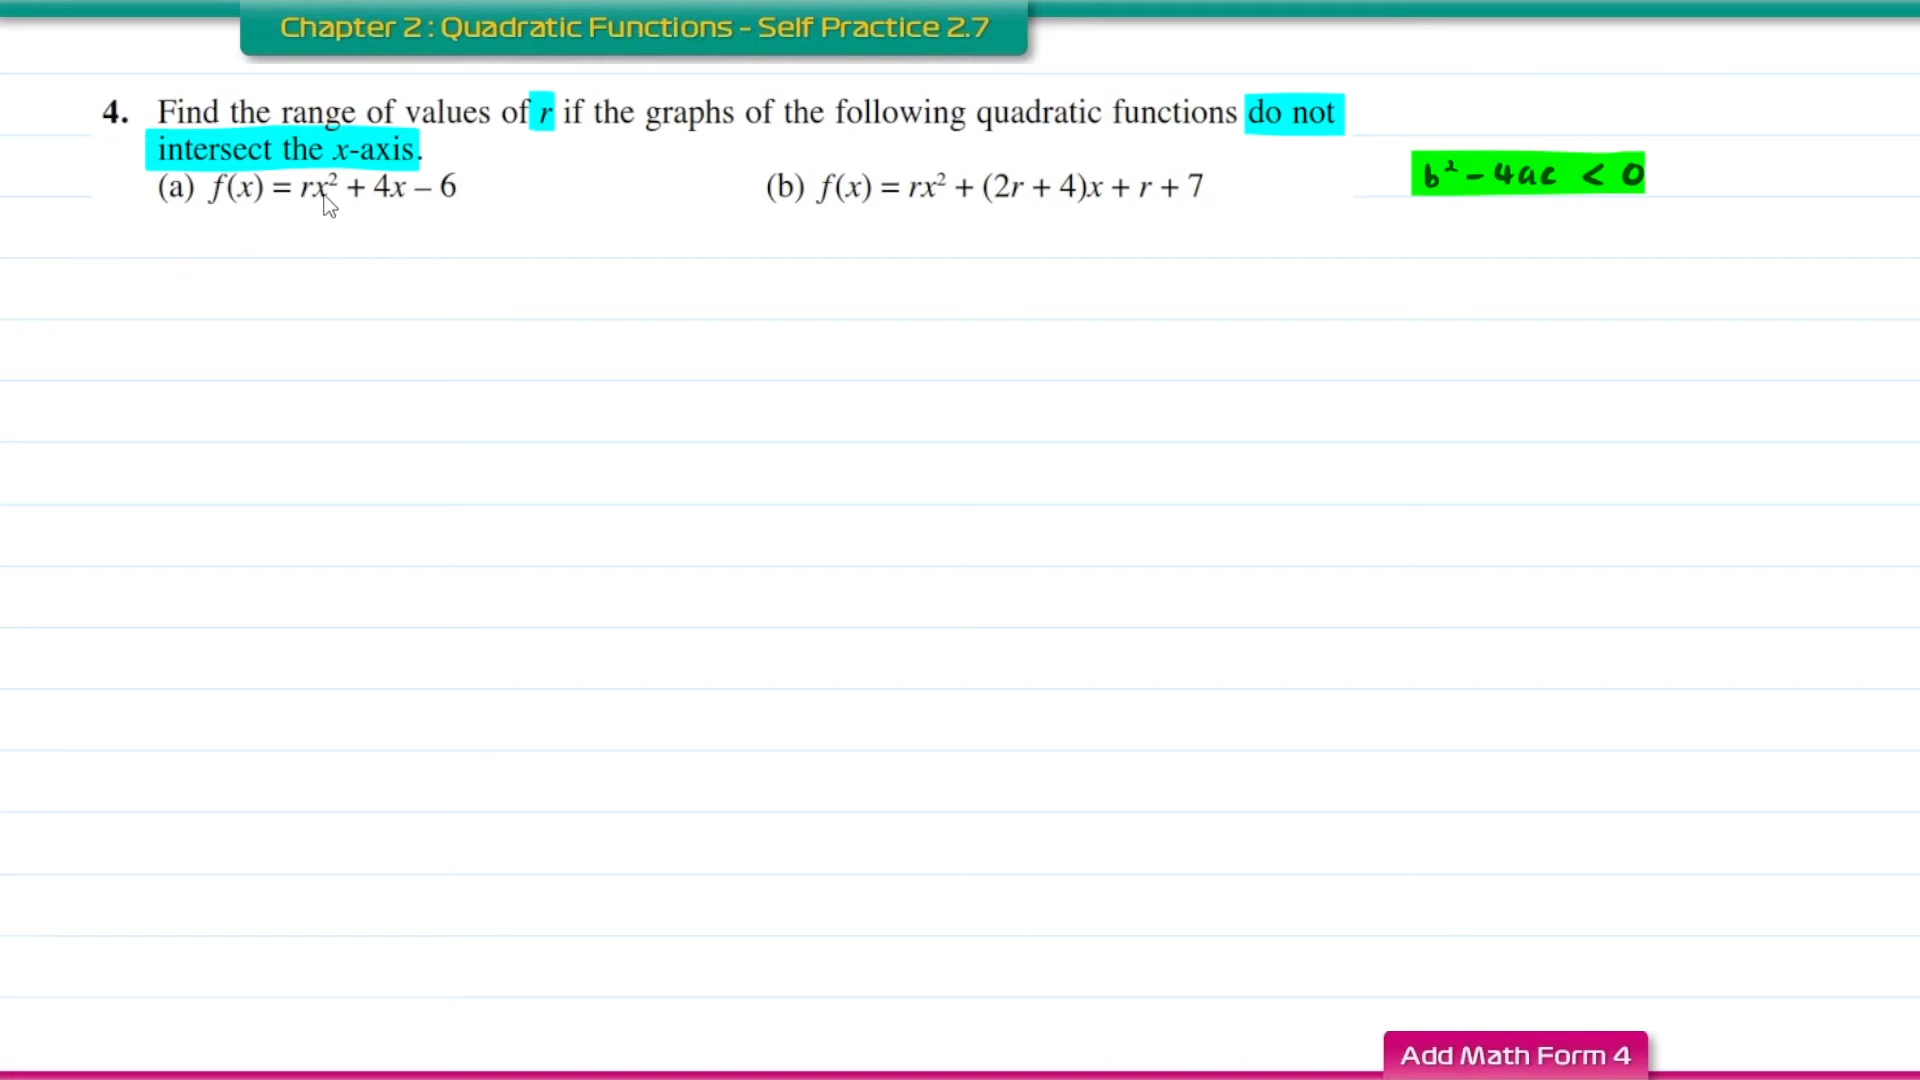 Chapter 2 : Quadratic Functions - Self Practice 2.7
4. Find the range of values of r if the graphs of the following quadratic functions do not
intersect the x-axis.
(a) f(x) = rx² + 4x – 6 (b) f(x) = rx² + (2r + 4)x + r + 7 b² - 4ac < 0
Add Math Form 4